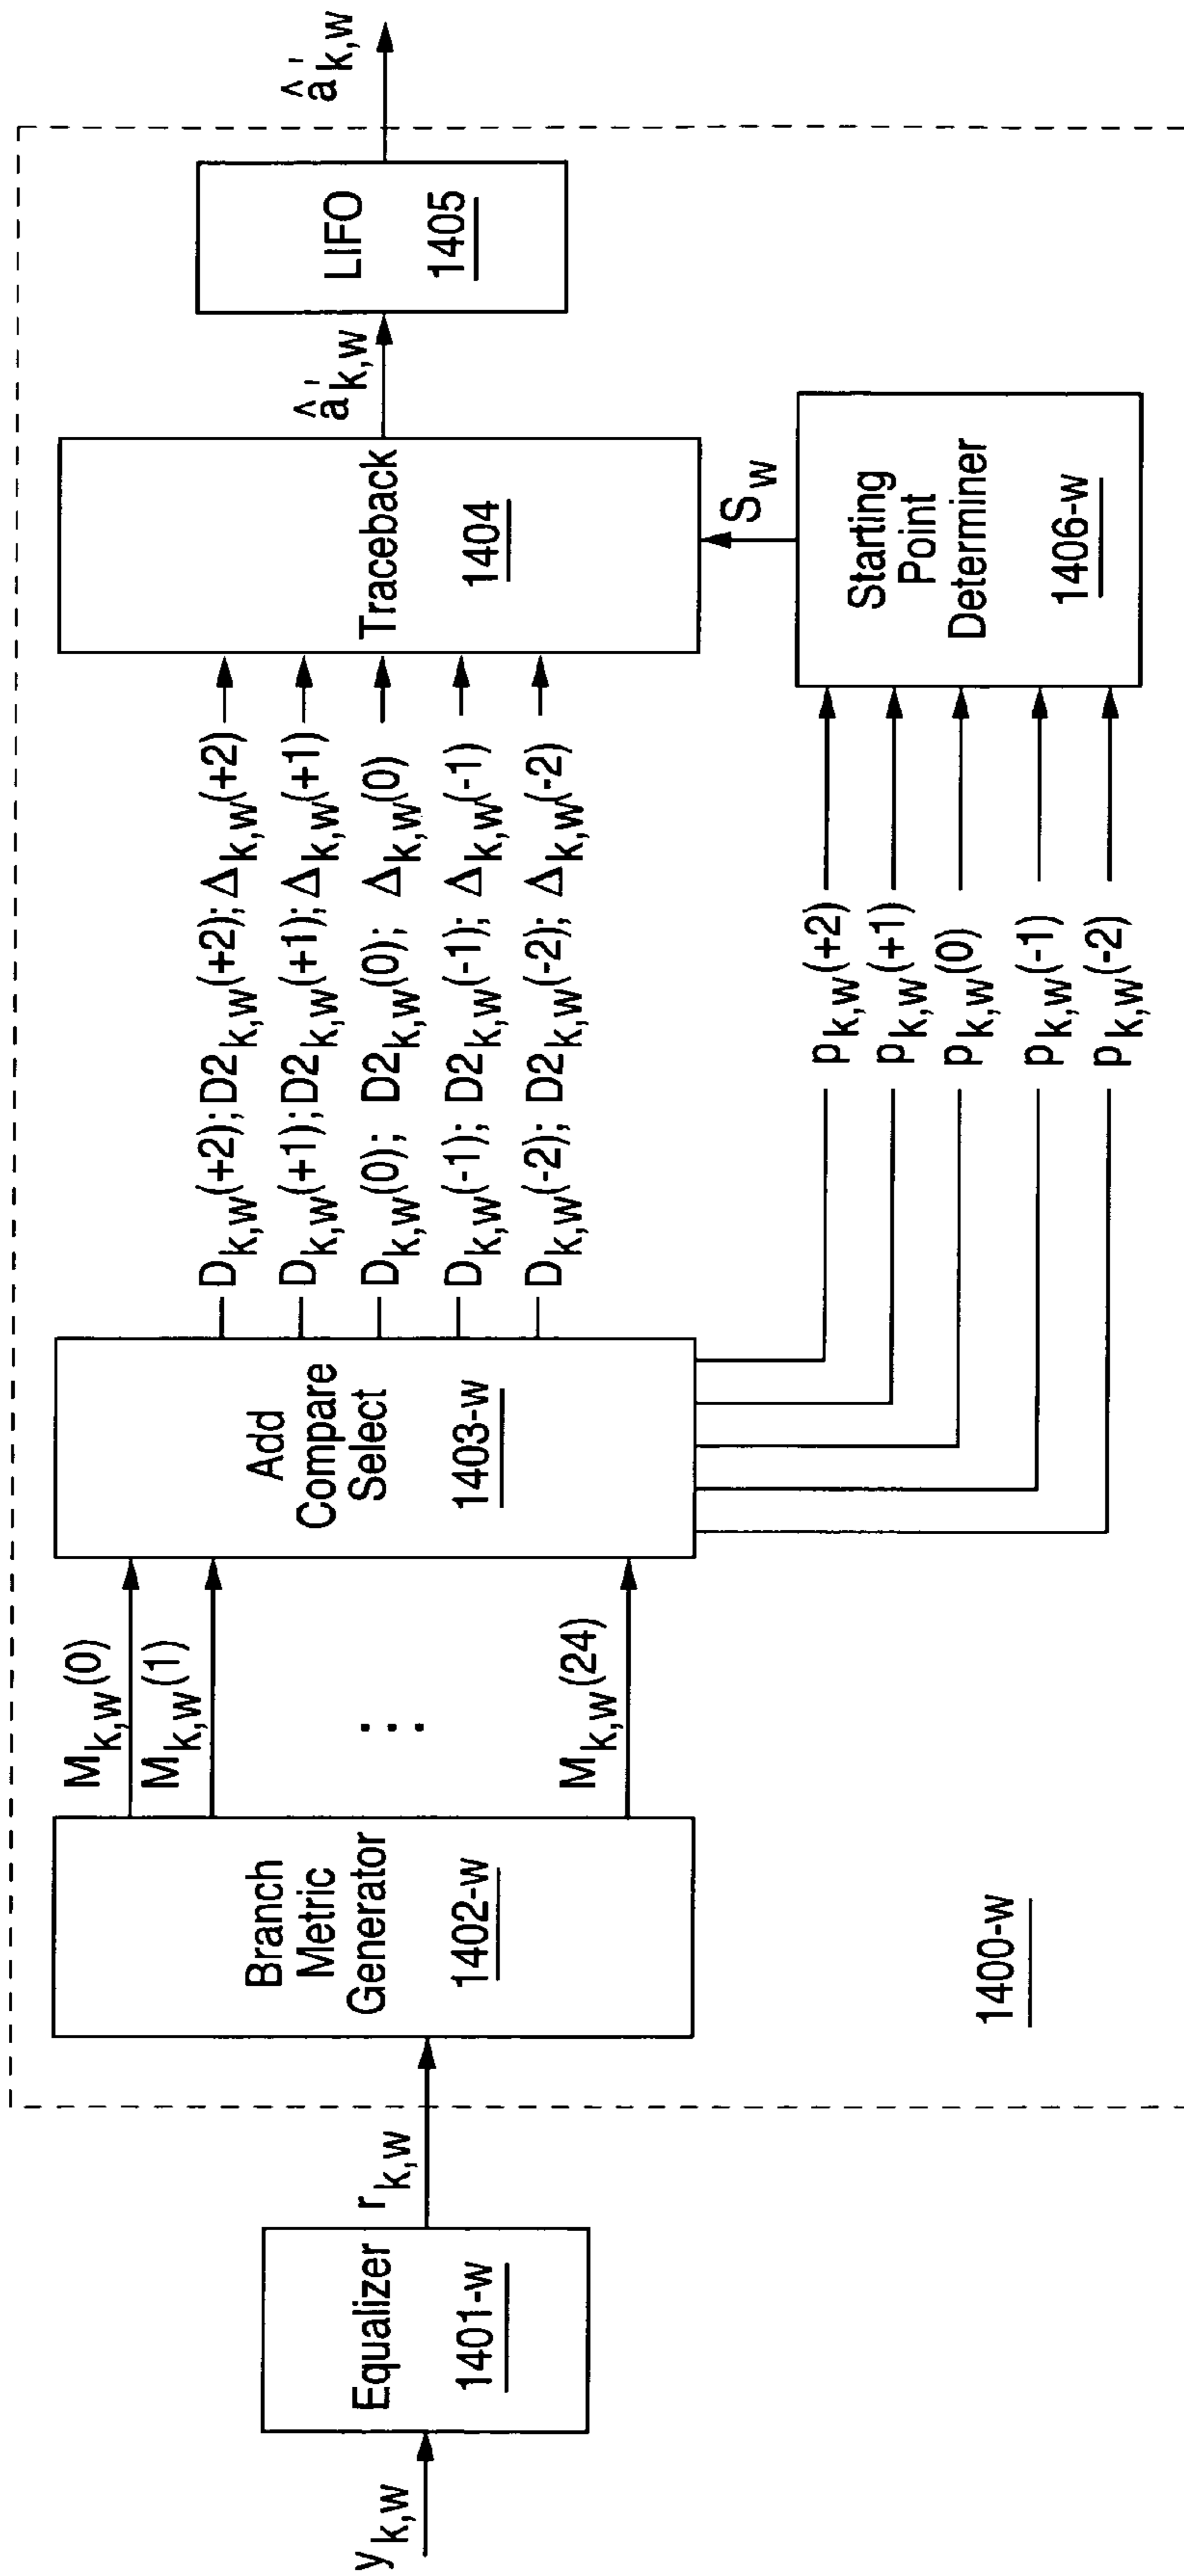 y_{k,w}
Equalizer
1401-w
r_{k,w}
Branch
Metric
Generator
1402-w
M_{k,w}(0)
M_{k,w}(1)
...
M_{k,w}(24)
Add
Compare
Select
1403-w
D_{k,w}(+2); D2_{k,w}(+2); Δ_{k,w}(+2)
D_{k,w}(+1); D2_{k,w}(+1); Δ_{k,w}(+1)
D_{k,w}(0); D2_{k,w}(0); Δ_{k,w}(0)
D_{k,w}(-1); D2_{k,w}(-1); Δ_{k,w}(-1)
D_{k,w}(-2); D2_{k,w}(-2); Δ_{k,w}(-2)
p_{k,w}(+2)
p_{k,w}(+1)
p_{k,w}(0)
p_{k,w}(-1)
p_{k,w}(-2)
Traceback
1404
S_w
Starting
Point
Determiner
1406-w
â'_{k,w}
LIFO
1405
â'_{k,w}
1400-w